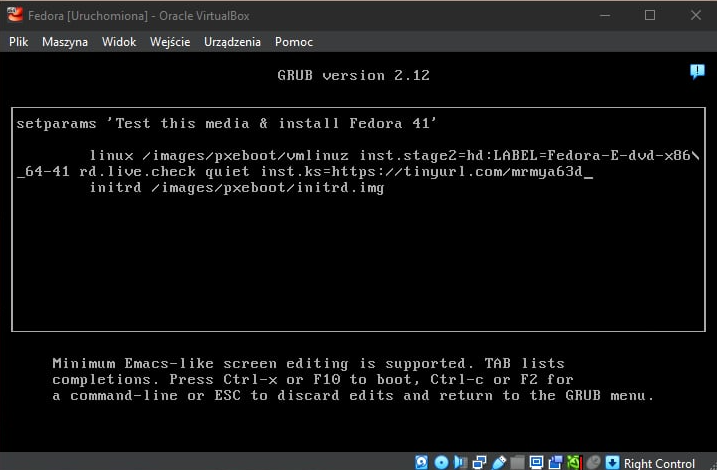 Fedora [Uruchomiona] - Oracle VirtualBox
Plik Maszyna Widok Wejście Urządzenia Pomoc
GRUB version 2.12
setparams 'Test this media & install Fedora 41'
linux /images/pxeboot/vmlinuz inst.stage2=hd:LABEL=Fedora-E-dvd-x86\
_64-41 rd.live.check quiet inst.ks=https://tinyurl.com/mrmya63d_
initrd /images/pxeboot/initrd.img
Minimum Emacs-like screen editing is supported. TAB lists
completions. Press Ctrl-x or F10 to boot, Ctrl-c or F2 for
a command-line or ESC to discard edits and return to the GRUB menu.
Right Control